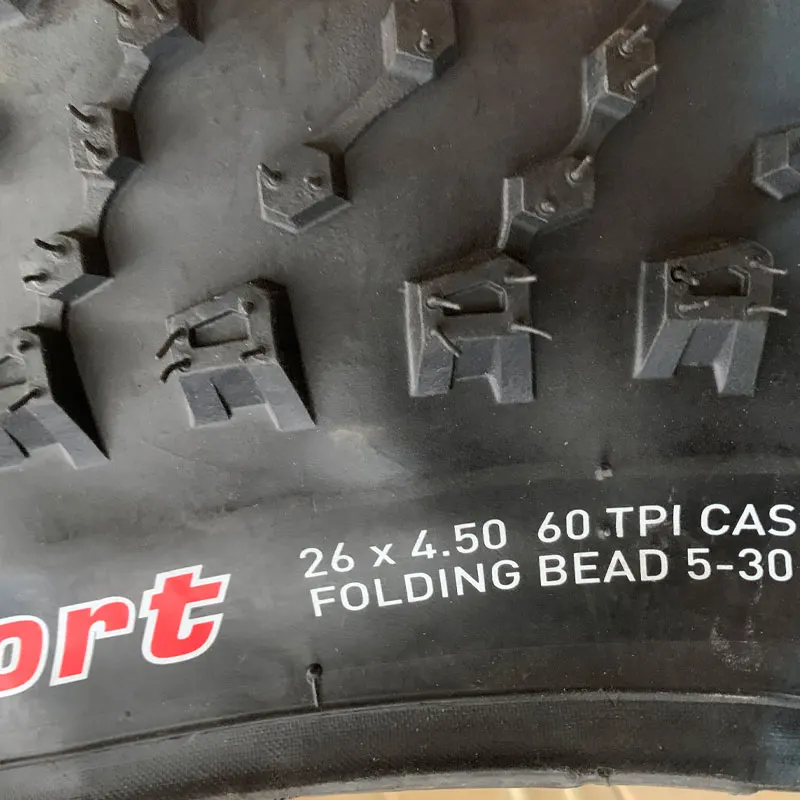 26 x 4.50 60 TPI CAS
FOLDING BEAD 5-30
ort